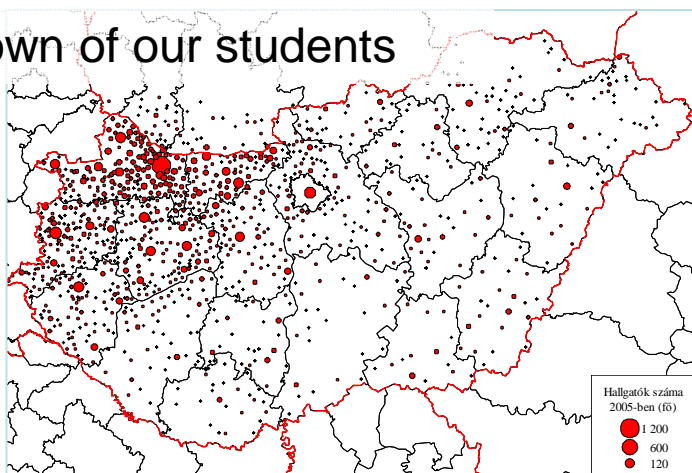 own of our students
Hallgatók száma
2005-ben (fő)
1 200
600
120